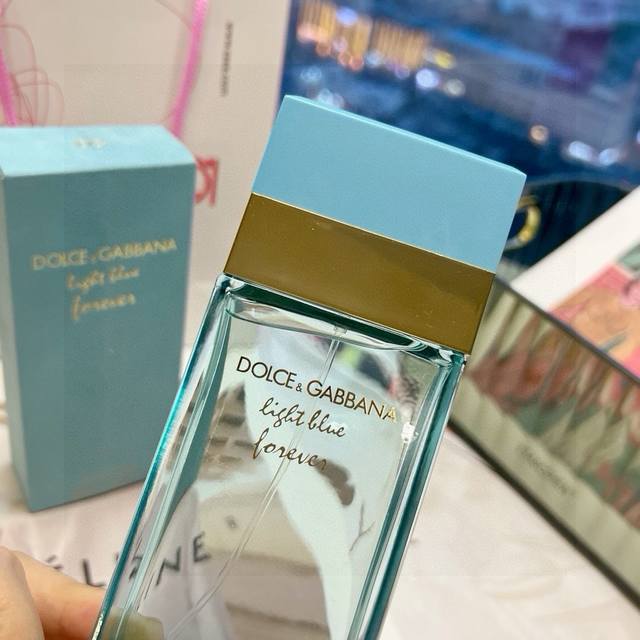 DOLCE & GABBANA
light blue
forever
DOLCE & GABBANA
light blue
forever